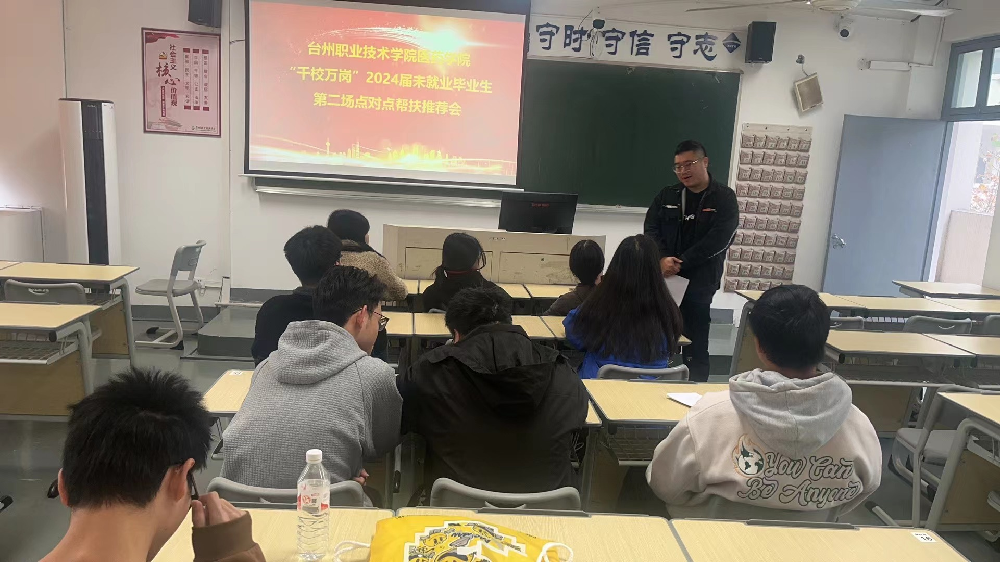 台州职业技术学院医药学院
“千校万岗”2024届未就业毕业生
第二场点对点帮扶推荐会
守时 守信 守志
社会主义
核心
价值观
富强 民主 文明 和谐
自由 平等 公正 法治
爱国 敬业 诚信 友善
You Can
Be Anyone
PACMAN
16